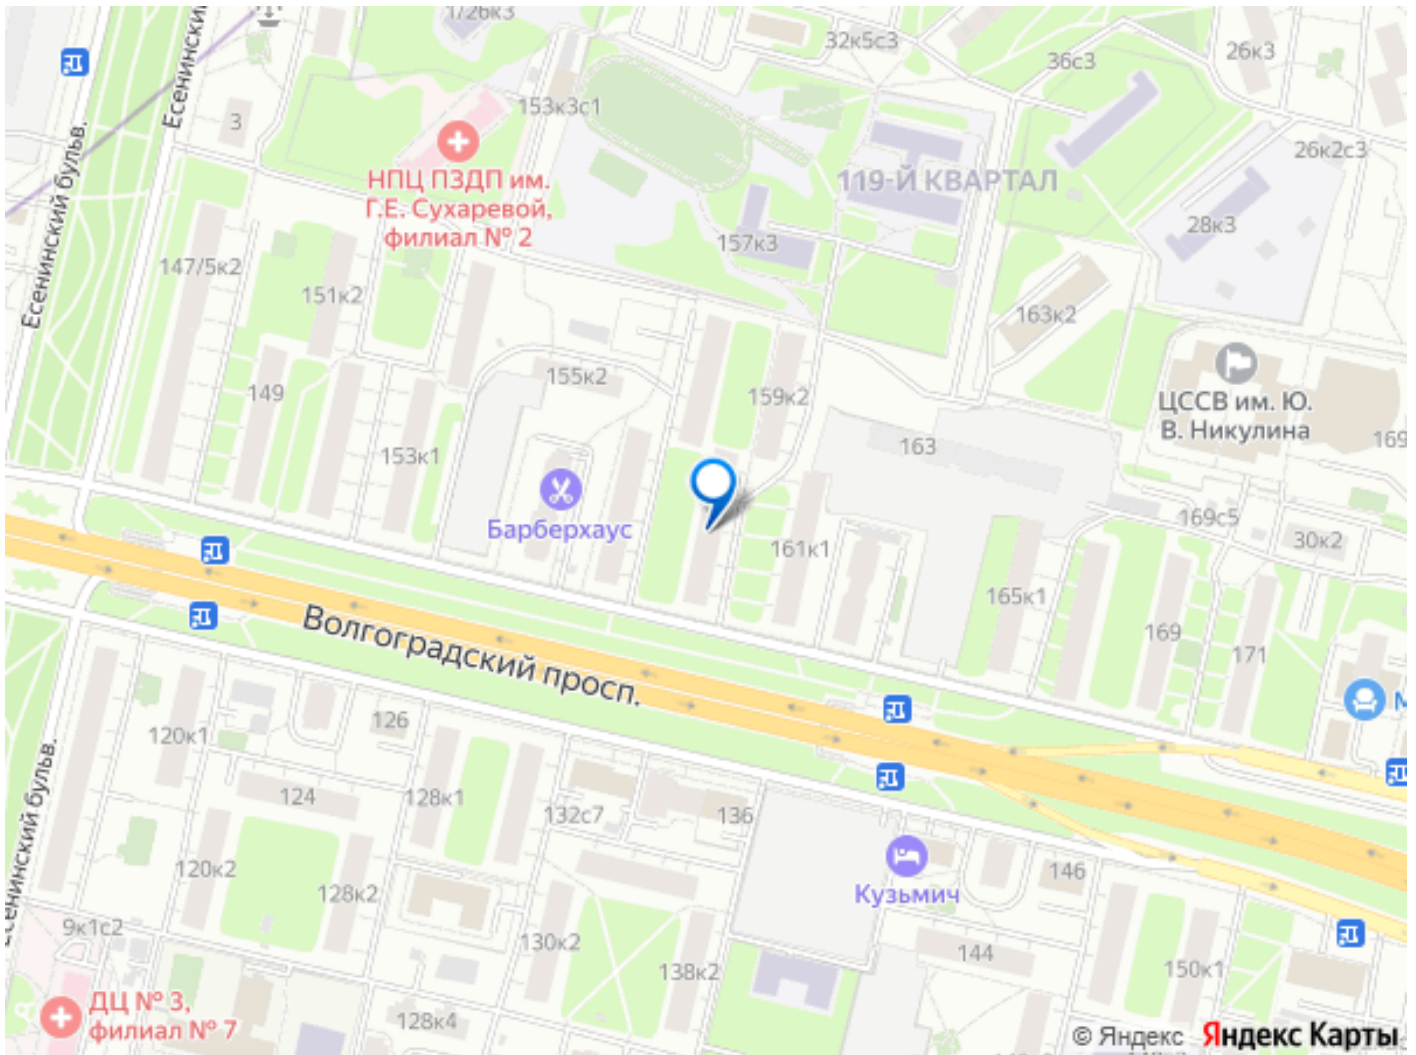 1/26к3
32к5с3
26к3
36с3
Есенинский
3
153к3с1
26к2с3
НПЦ ПЗДП им.
Г.Е. Сухаревой,
филиал № 2
119-Й КВАРТАЛ
Есенинский бульв.
28к3
157к3
147/5к2
151к2
163к2
155к2
149
159к2
ЦССВ им. Ю.
В. Никулина
169
163
153к1
Барберхаус
161к1
169с5
30к2
165к1
169
171
Волгоградский просп.
М
126
120к1
124
128к1
132с7
136
Есенинский бульв.
120к2
128к2
Кузьмич
146
9к1с2
130к2
138к2
144
150к1
ДЦ № 3,
филиал № 7
128к4
© Яндекс Яндекс Карты